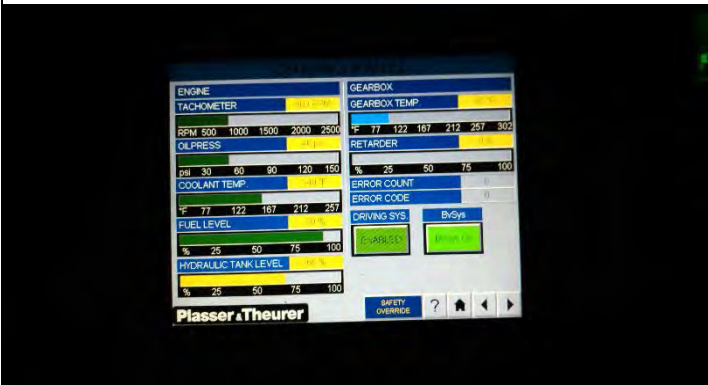 ENGINE
TACHOMETER
RPM 500 1000 1500 2000 2500
OILPRESS
psi 30 60 90 120 150
COOLANT TEMP.
°F 77 122 167 212 257
FUEL LEVEL
% 25 50 75 100
HYDRAULIC TANK LEVEL
% 25 50 75 100
GEARBOX
GEARBOX TEMP
°F 77 122 167 212 257 302
RETARDER
% 25 50 75 100
ERROR COUNT 0
ERROR CODE 0
DRIVING SYS. BvSys
ENABLED
Plasser & Theurer
SAFETY
OVERRIDE
?